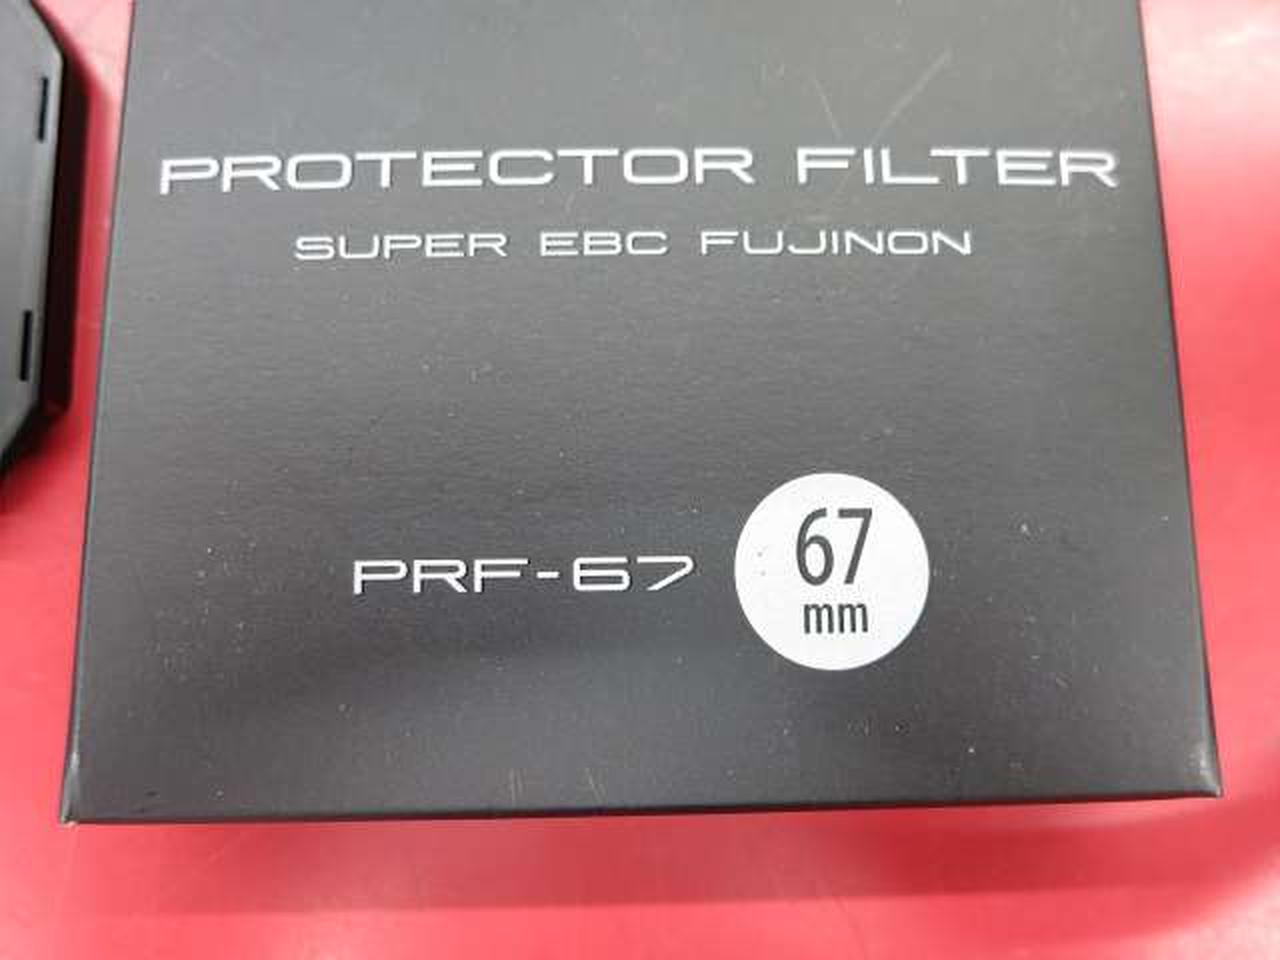 PROTECTOR FILTER
SUPER EBC FUJINON
PRF-67
67
mm